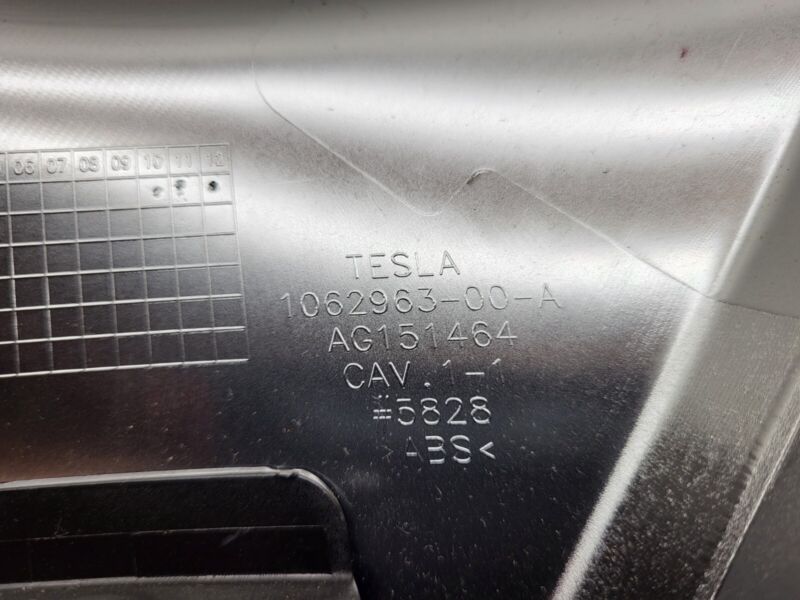 06 07 08 09 10 11 12
TESLA
1062963-00-A
AG151464
CAV.1-1
#5828
>ABS<